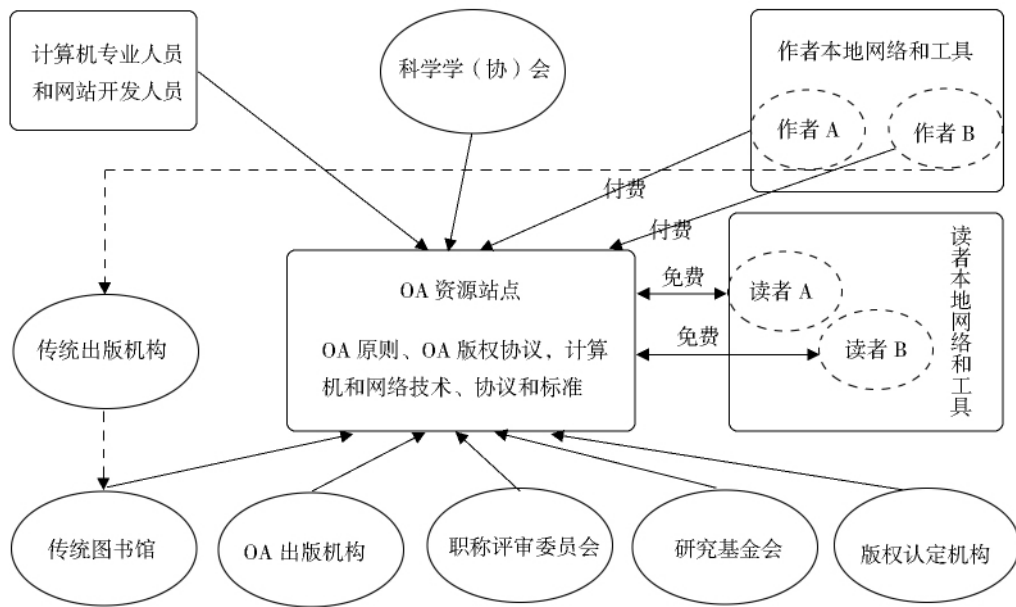 计算机专业人员
和网站开发人员
科学学（协）会
作者本地网络和工具
作者 A
作者 B
付费
付费
读者本地网络和工具
OA 资源站点
免费
读者 A
OA 原则、OA 版权协议，计算
机和网络技术、协议和标准
免费
读者 B
传统出版机构
传统图书馆
OA 出版机构
职称评审委员会
研究基金会
版权认定机构